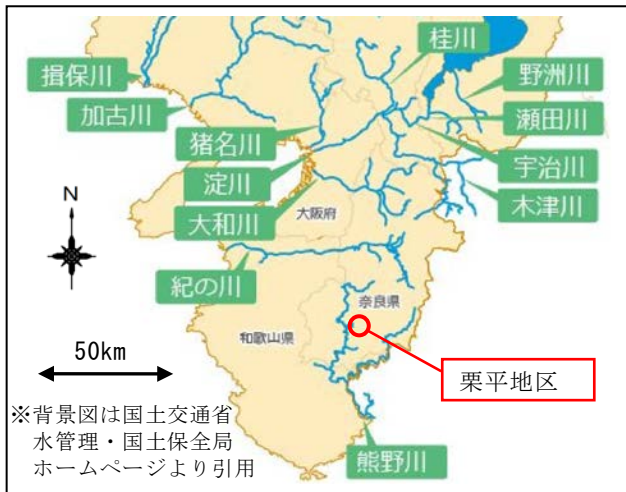 桂川
揖保川
野洲川
加古川
瀬田川
猪名川
宇治川
淀川
木津川
大和川
大阪府
N
紀の川
奈良県
和歌山県
50km
栗平地区
※背景図は国土交通省
水管理・国土保全局
ホームページより引用
熊野川